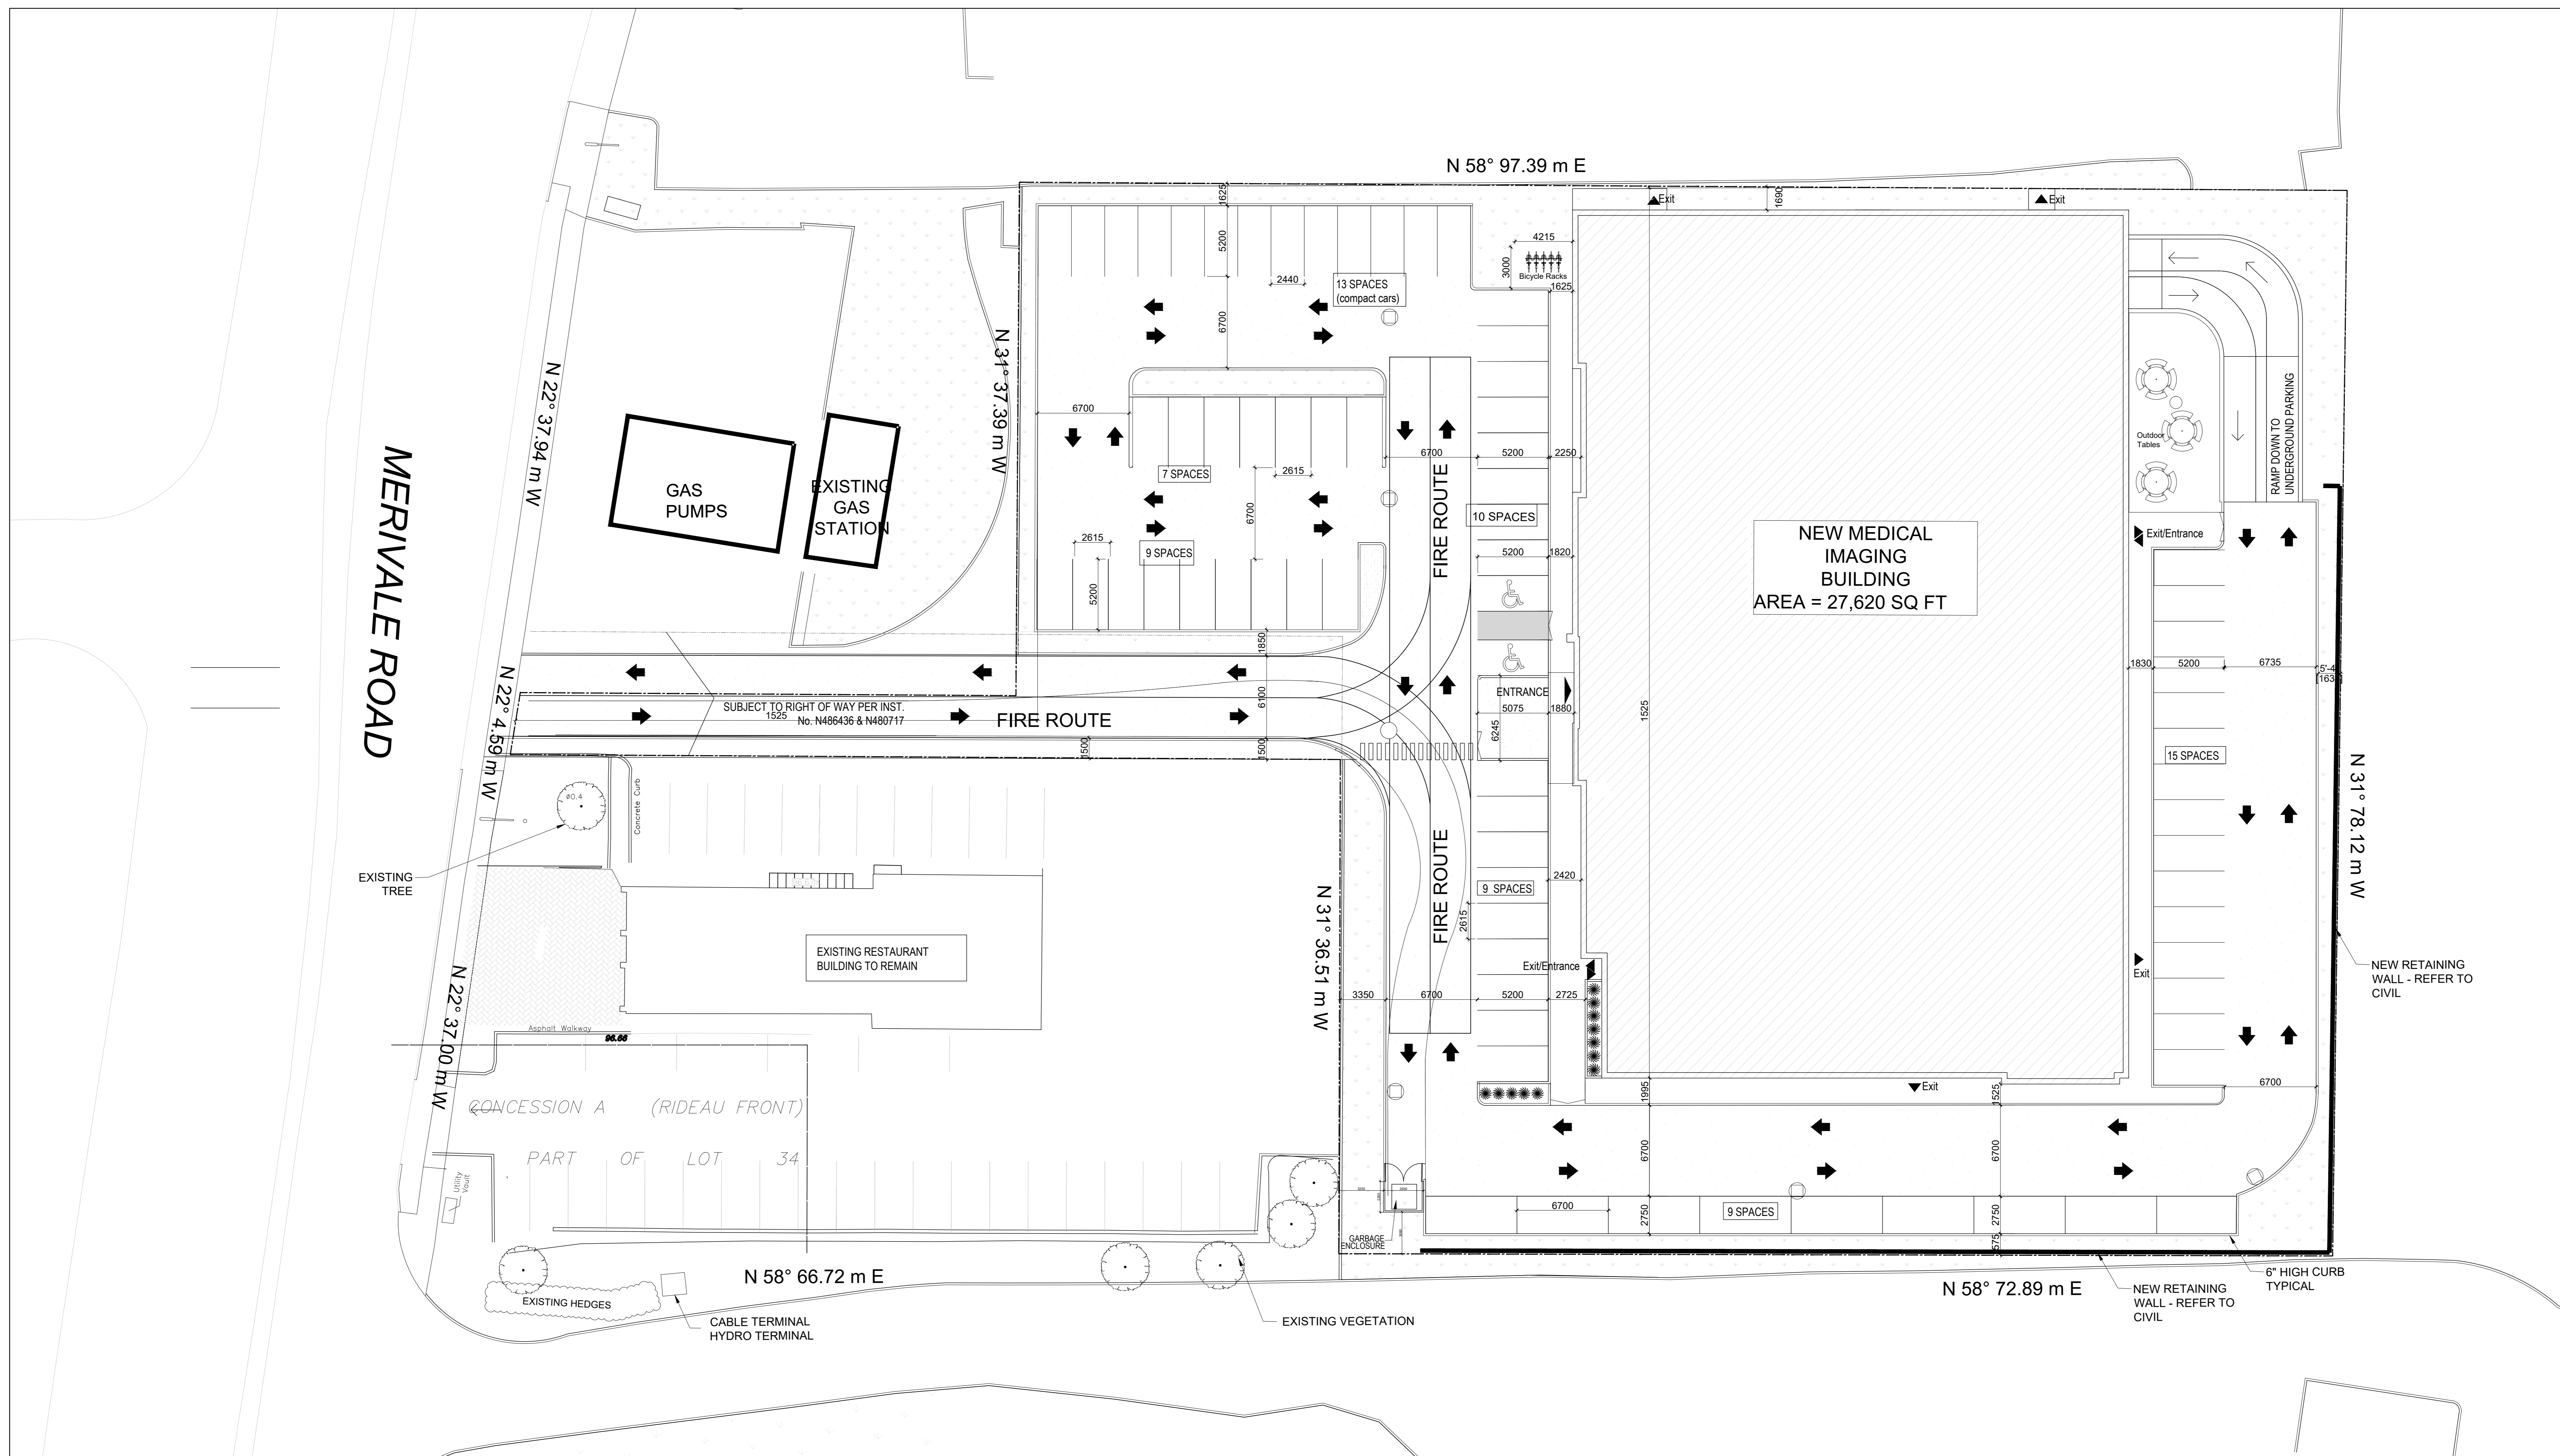 N 58° 97.39 m E
1625
1690
Exit
Exit
5200
4215
3000
Bicycle Racks
1625
2440
13 SPACES
(compact cars)
6700
N 31° 37.39 m W
N 22° 37.94 m W
6700
6700
5200
2250
RAMP DOWN TO
UNDERGROUND PARKING
Outdoor
Tables
GAS
PUMPS
EXISTING
GAS
STATION
7 SPACES
2615
FIRE ROUTE
10 SPACES
6700
2615
9 SPACES
5200
1820
5200
NEW MEDICAL
IMAGING
BUILDING
AREA = 27,620 SQ FT
Exit/Entrance
MERIVALE ROAD
1850
1830
5200
6735
5'-4
163
N 22° 4.59 m W
SUBJECT TO RIGHT OF WAY PER INST.
1525
No. N486436 & N480717
FIRE ROUTE
6100
1500
1500
ENTRANCE
5075
1880
6245
1525
15 SPACES
N 31° 78.12 m W
ø0.4
Concrete Curb
EXISTING
TREE
FIRE ROUTE
9 SPACES
2420
2615
N 31° 36.51 m W
EXISTING RESTAURANT
BUILDING TO REMAIN
Exit/Entrance
Exit
NEW RETAINING
WALL - REFER TO
CIVIL
3350
6700
5200
2725
N 22° 37.00 m W
Asphalt Walkway
96.66
1995
Exit
1525
6700
CONCESSION A (RIDEAU FRONT)
PART OF LOT 34
Utility
Vault
6700
6700
6700
9 SPACES
2750
2750
575
GARBAGE
ENCLOSURE
N 58° 66.72 m E
EXISTING HEDGES
CABLE TERMINAL
HYDRO TERMINAL
EXISTING VEGETATION
N 58° 72.89 m E
NEW RETAINING
WALL - REFER TO
CIVIL
6" HIGH CURB
TYPICAL